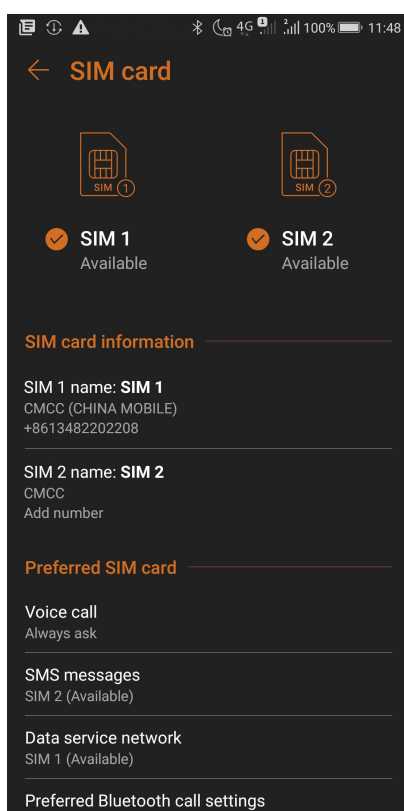 4G 1 2 100% 11:48
SIM card
SIM 1 SIM 2
SIM 1 SIM 2
Available Available
SIM card information
SIM 1 name: SIM 1
CMCC (CHINA MOBILE)
+8613482202208
SIM 2 name: SIM 2
CMCC
Add number
Preferred SIM card
Voice call
Always ask
SMS messages
SIM 2 (Available)
Data service network
SIM 1 (Available)
Preferred Bluetooth call settings